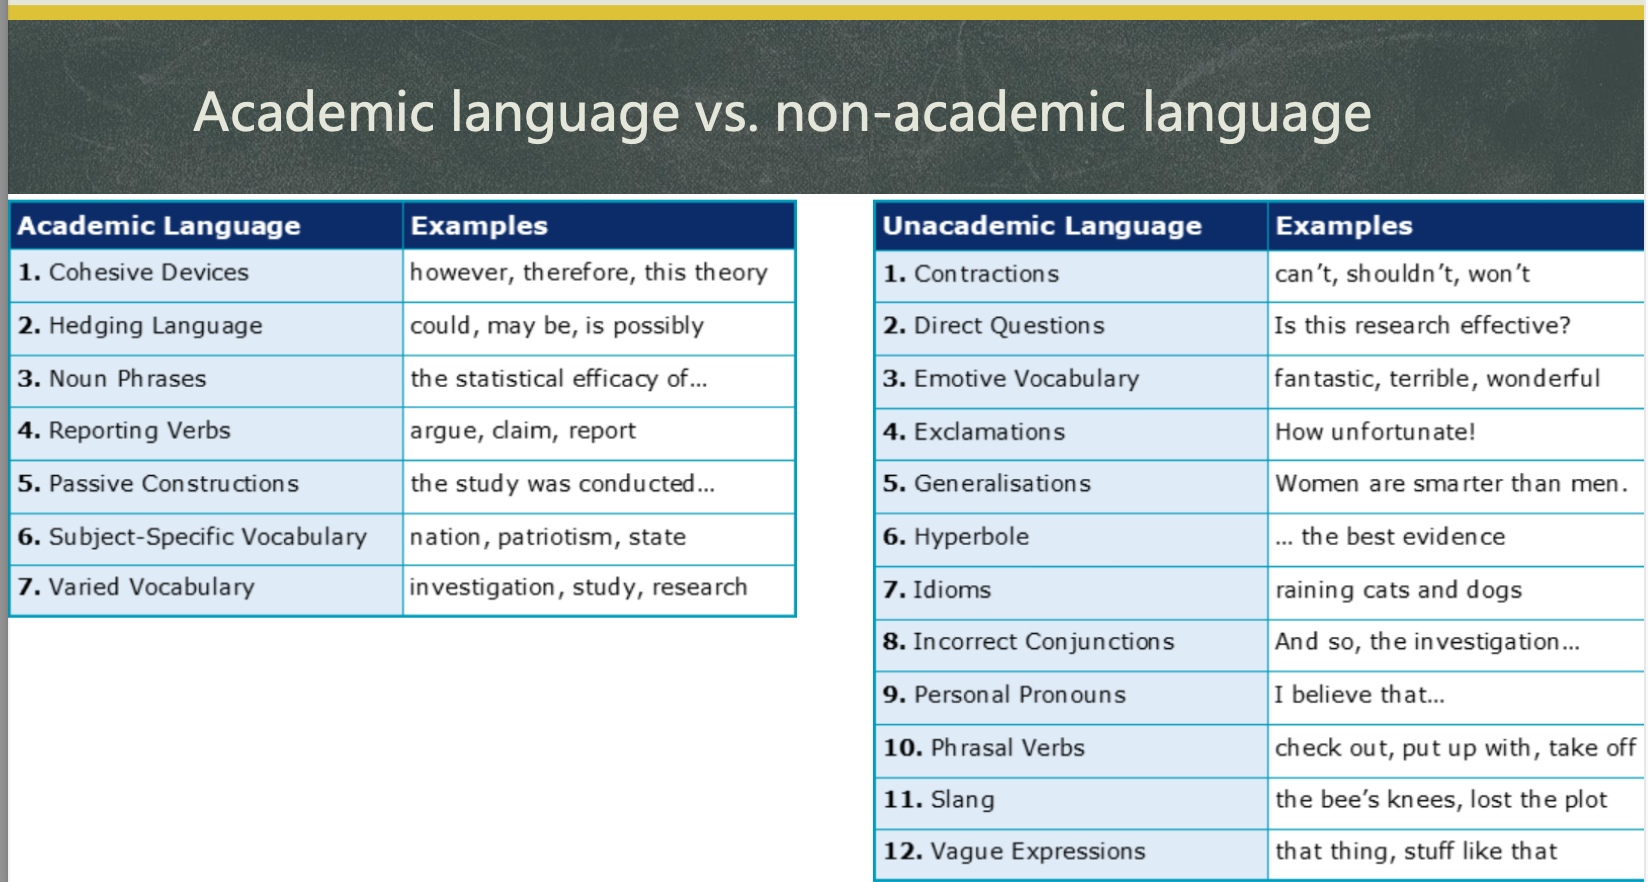 Academic language vs. non-academic language
Academic Language Examples
1. Cohesive Devices however, therefore, this theory
2. Hedging Language could, may be, is possibly
3. Noun Phrases the statistical efficacy of...
4. Reporting Verbs argue, claim, report
5. Passive Constructions the study was conducted...
6. Subject-Specific Vocabulary nation, patriotism, state
7. Varied Vocabulary investigation, study, research
Unacademic Language Examples
1. Contractions can't, shouldn't, won't
2. Direct Questions Is this research effective?
3. Emotive Vocabulary fantastic, terrible, wonderful
4. Exclamations How unfortunate!
5. Generalisations Women are smarter than men.
6. Hyperbole ... the best evidence
7. Idioms raining cats and dogs
8. Incorrect Conjunctions And so, the investigation...
9. Personal Pronouns I believe that...
10. Phrasal Verbs check out, put up with, take off
11. Slang the bee's knees, lost the plot
12. Vague Expressions that thing, stuff like that